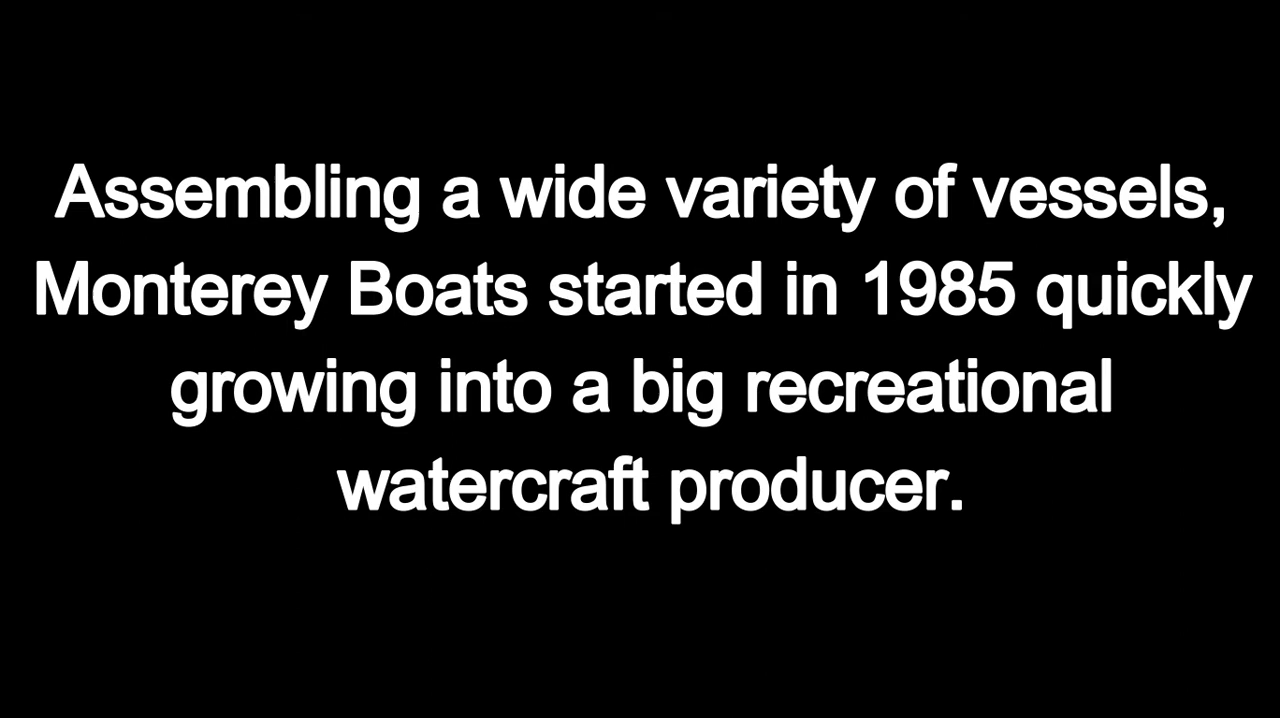 Assembling a wide variety of vessels,
Monterey Boats started in 1985 quickly
growing into a big recreational
watercraft producer.